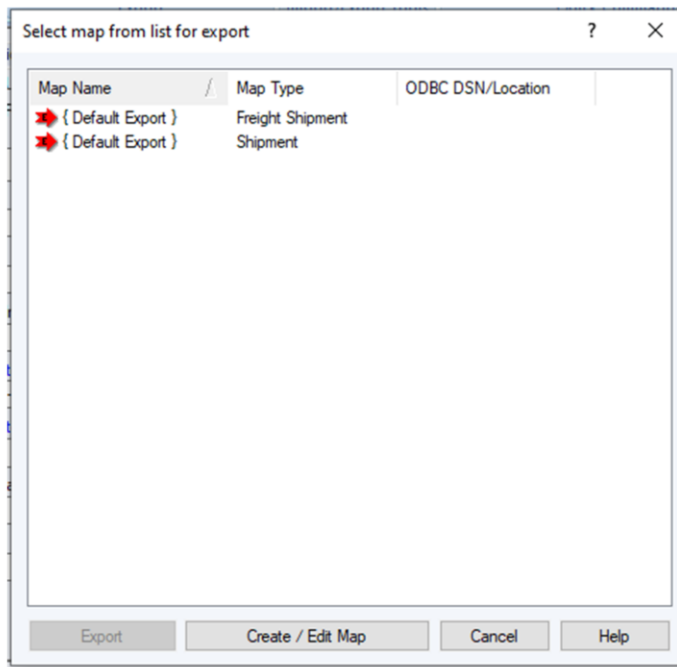 Select map from list for export ? X
Map Name Map Type ODBC DSN/Location
{ Default Export } Freight Shipment
{ Default Export } Shipment
Export Create / Edit Map Cancel Help